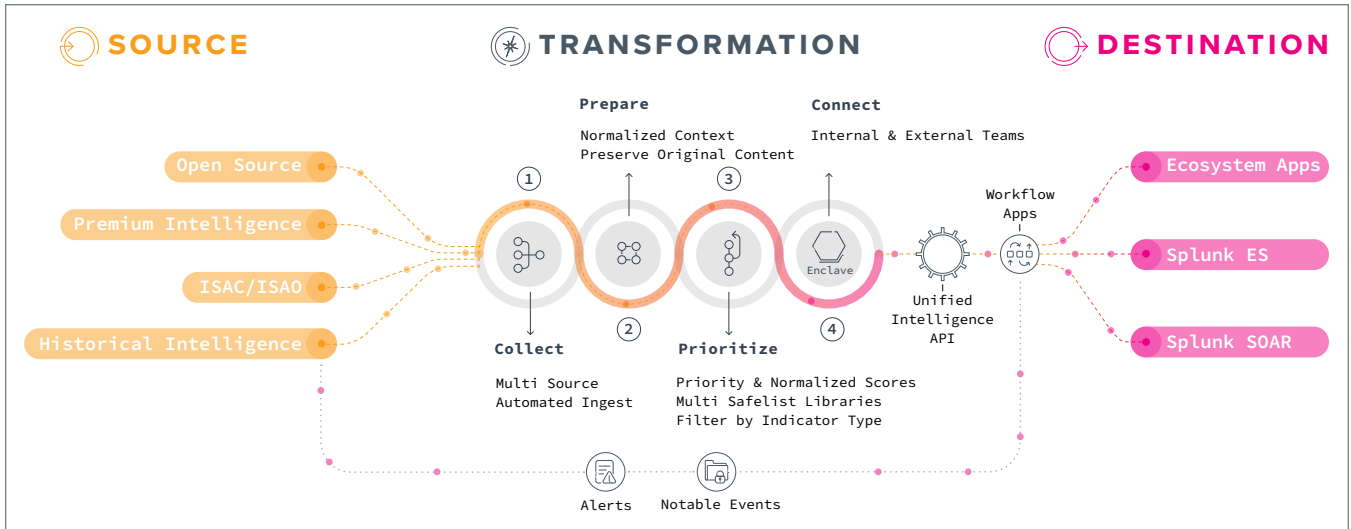 SOURCE
TRANSFORMATION
DESTINATION
Open Source
Premium Intelligence
ISAC/ISAO
Historical Intelligence
Prepare
Normalized Context
Preserve Original Content
Connect
Internal & External Teams
1
3
Enclave
2
4
Collect
Multi Source
Automated Ingest
Prioritize
Priority & Normalized Scores
Multi Safelist Libraries
Filter by Indicator Type
Unified
Intelligence
API
Workflow
Apps
Ecosystem Apps
Splunk ES
Splunk SOAR
Alerts
Notable Events